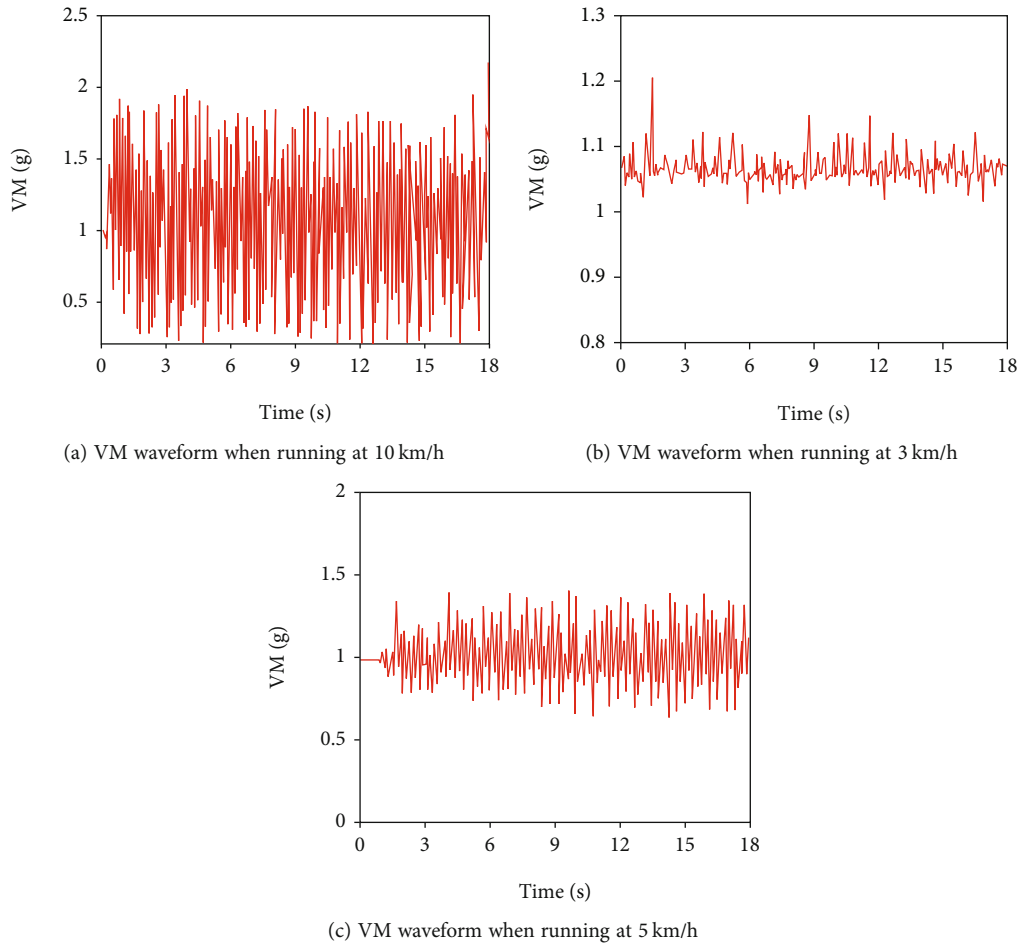 2.5
2
1.5
1
0.5
VM (g)
0 3 6 9 12 15 18
Time (s)
(a) VM waveform when running at 10 km/h
1.3
1.2
1.1
1
0.9
0.8
VM (g)
0 3 6 9 12 15 18
Time (s)
(b) VM waveform when running at 3 km/h
2
1.5
1
0.5
0
VM (g)
0 3 6 9 12 15 18
Time (s)
(c) VM waveform when running at 5 km/h